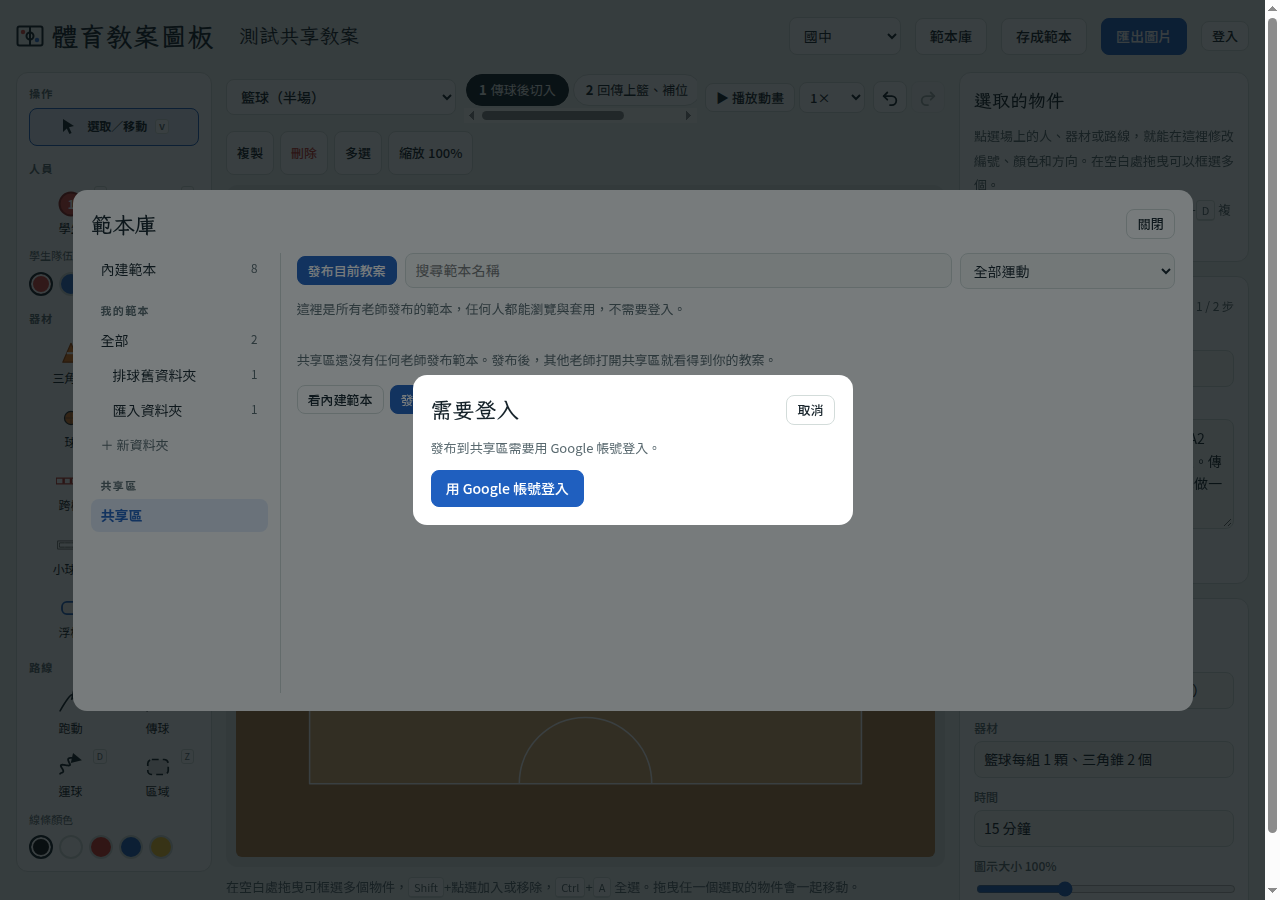 體育教案圖板
測試共享教案
國中
範本庫
存成範本
匯出圖片
登入
操作
選取／移動 V
人員
學生隊伍
器材
路線
跑動
傳球
運球 D
區域 Z
線條顏色
籃球（半場）
1 傳球後切入
2 回傳上籃、補位
▶ 播放動畫
1×
複製
刪除
多選
縮放 100%
選取的物件
點選場上的人、器材或路線，就能在這裡修改
編號、顏色和方向。在空白處拖曳可以框選多
個。
D 複
1 / 2 步
A2
。傳
做一
器材
籃球每組 1 顆、三角錐 2 個
時間
15 分鐘
圖示大小 100%
範本庫
關閉
內建範本 8
我的範本
全部 2
排球舊資料夾 1
匯入資料夾 1
＋ 新資料夾
共享區
共享區
發布目前教案
搜尋範本名稱
全部運動
這裡是所有老師發布的範本，任何人都能瀏覽與套用，不需要登入。
共享區還沒有任何老師發布範本。發布後，其他老師打開共享區就看得到你的教案。
看內建範本
需要登入
取消
發布到共享區需要用 Google 帳號登入。
用 Google 帳號登入
在空白處拖曳可框選多個物件，Shift+點選加入或移除，Ctrl+A 全選。拖曳任一個選取的物件會一起移動。